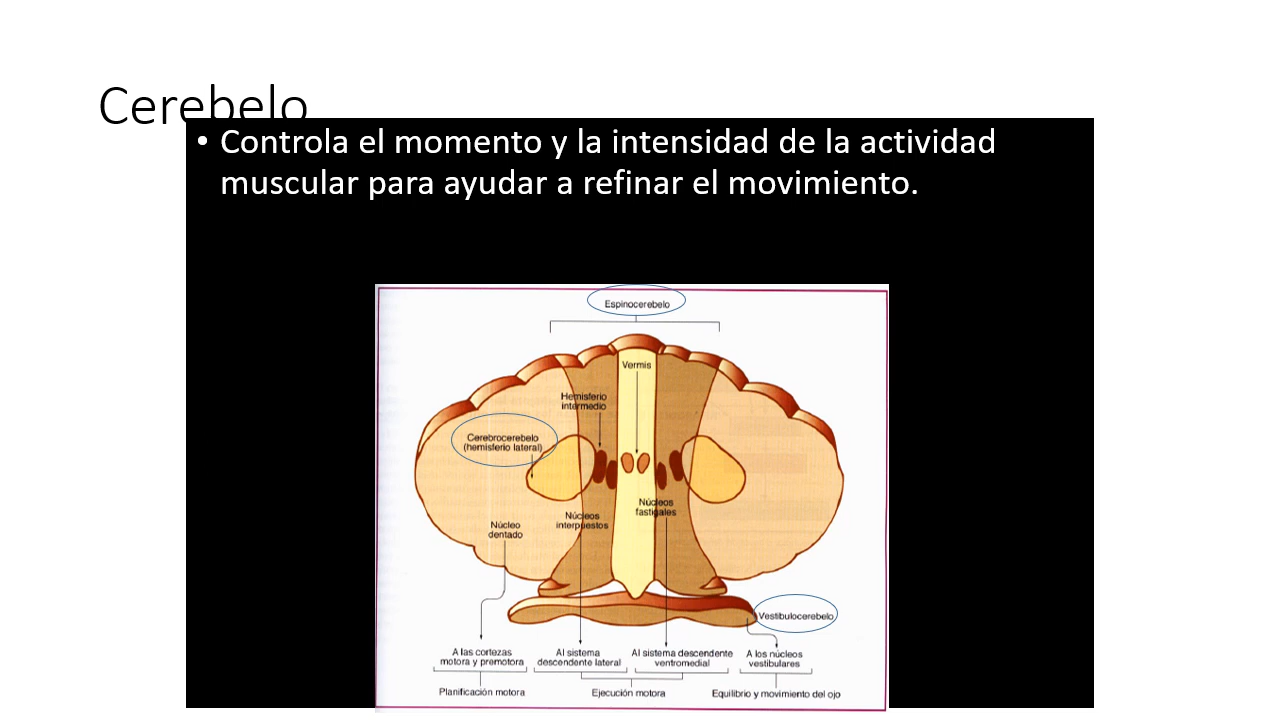 Cerebelo
• Controla el momento y la intensidad de la actividad
muscular para ayudar a refinar el movimiento.
Espinocerebelo
Vermis
Hemisferio
intermedio
Cerebrocerebelo
(hemisferio lateral)
Núcleos
fastigales
Núcleos
interpuestos
Núcleo
dentado
Vestibulocerebelo
A las cortezas
motora y premotora
Al sistema
descendente lateral
Al sistema descendente
ventromedial
A los núcleos
vestibulares
Planificación motora
Ejecución motora
Equilibrio y movimiento del ojo